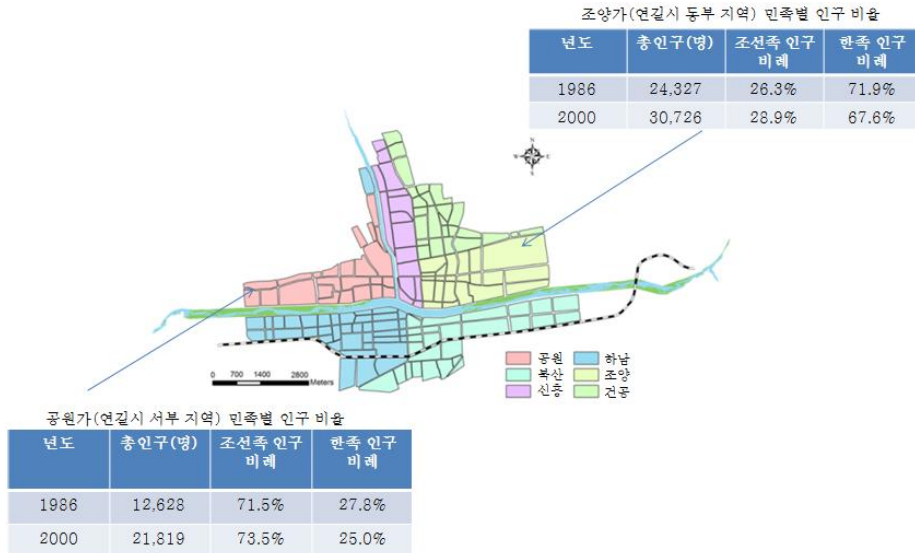 조양가(연길시 동부 지역) 민족별 인구 비율
년도 총인구(명) 조선족 인구 비례 한족 인구 비례
1986 24,327 26.3% 71.9%
2000 30,726 28.9% 67.6%
N
W E
S
공원 하남
북산 조양
신흥 건공
0 700 1400 2800 Meters
공원가(연길시 서부 지역) 민족별 인구 비율
년도 총인구(명) 조선족 인구 비례 한족 인구 비례
1986 12,628 71.5% 27.8%
2000 21,819 73.5% 25.0%